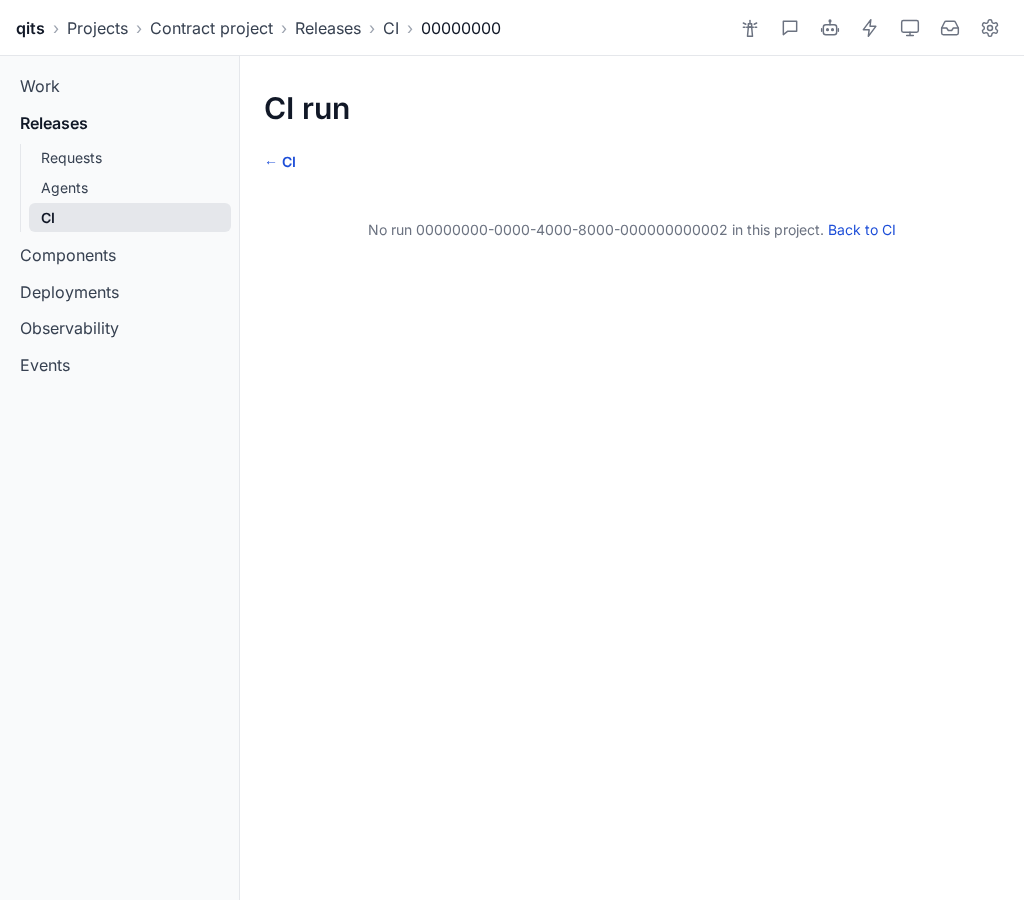 qits › Projects › Contract project › Releases › CI › 00000000
Work
Releases
Requests
Agents
CI
Components
Deployments
Observability
Events
CI run
← CI
No run 00000000-0000-4000-8000-000000000002 in this project. Back to CI